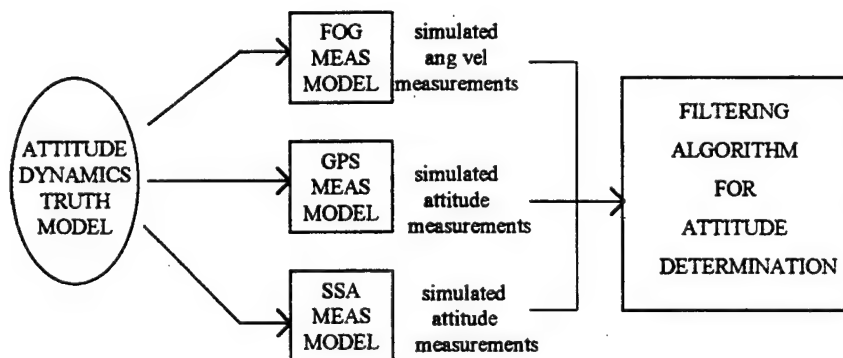 ATTITUDE
DYNAMICS
TRUTH
MODEL
FOG
MEAS
MODEL
simulated
ang vel
measurements
GPS
MEAS
MODEL
simulated
attitude
measurements
SSA
MEAS
MODEL
simulated
attitude
measurements
FILTERING
ALGORITHM
FOR
ATTITUDE
DETERMINATION